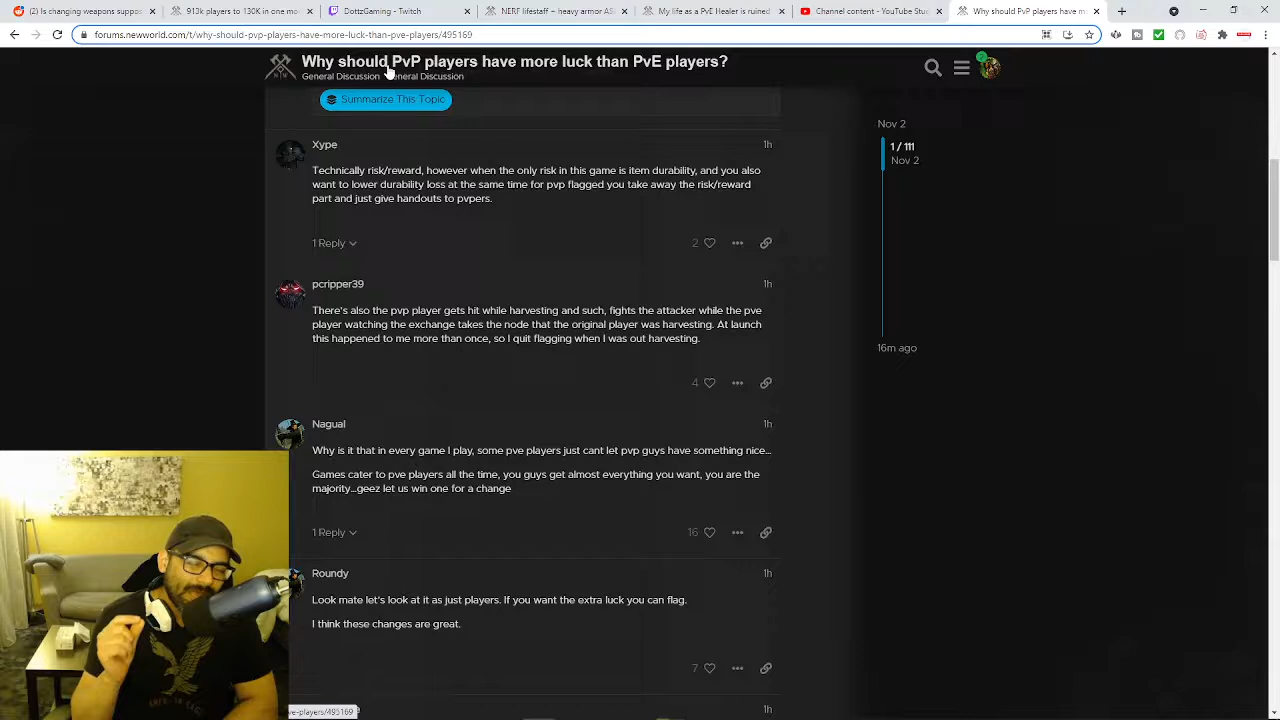 (2) Is changing weapons suppos
913k players to 130K in one mo
DottzGaming - Twitch
NERF lifestaff – heavy armor AS
My life as a PvE Healer is ruined
Channel content - YouTube Stud
Why should PvP players have m
forums.newworld.com/t/why-should-pvp-players-have-more-luck-than-pve-players/495169
Why should PvP players have more luck than PvE players?
General Discussion
General Discussion
Summarize This Topic
Nov 2
1 / 111
Nov 2
16m ago
Xype
1h
Technically risk/reward, however when the only risk in this game is item durability, and you also
want to lower durability loss at the same time for pvp flagged you take away the risk/reward
part and just give handouts to pvpers.
1 Reply
2
pcripper39
1h
There's also the pvp player gets hit while harvesting and such, fights the attacker while the pve
player watching the exchange takes the node that the original player was harvesting. At launch
this happened to me more than once, so I quit flagging when I was out harvesting.
4
Nagual
1h
Why is it that in every game I play, some pve players just cant let pvp guys have something nice…
Games cater to pve players all the time, you guys get almost everything you want, you are the
majority…geez let us win one for a change
1 Reply
16
Roundy
1h
Look mate let's look at it as just players. If you want the extra luck you can flag.
I think these changes are great.
7
1h
ve-players/495169